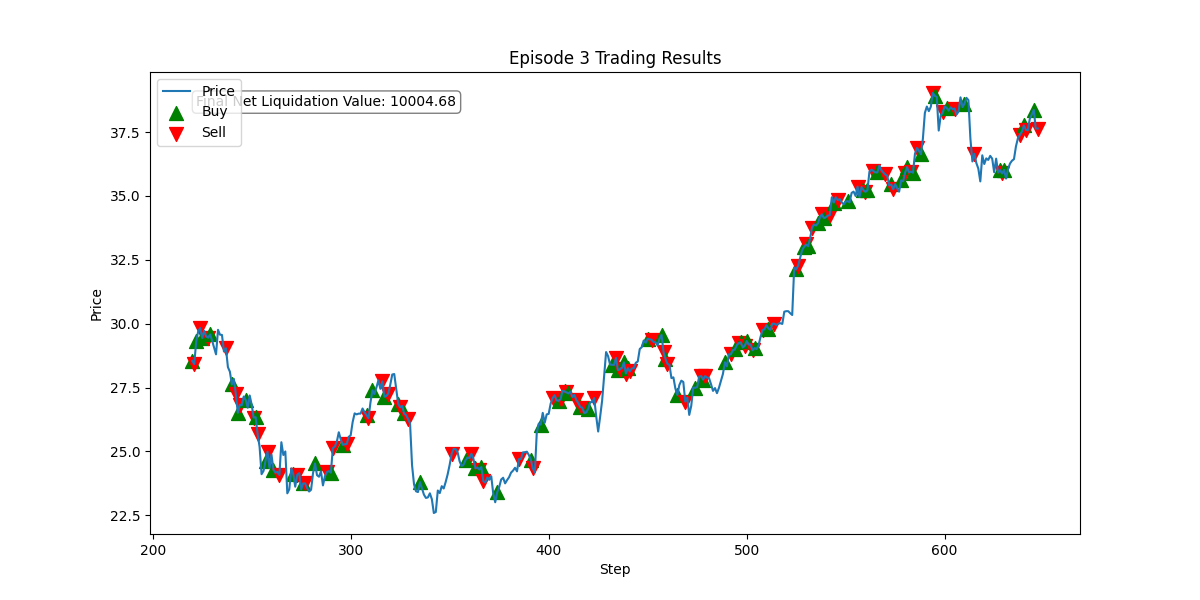 Episode 3 Trading Results
Price
Buy
Sell
Final Net Liquidation Value: 10004.68
37.5
35.0
32.5
30.0
27.5
25.0
22.5
Price
200
300
400
500
600
Step